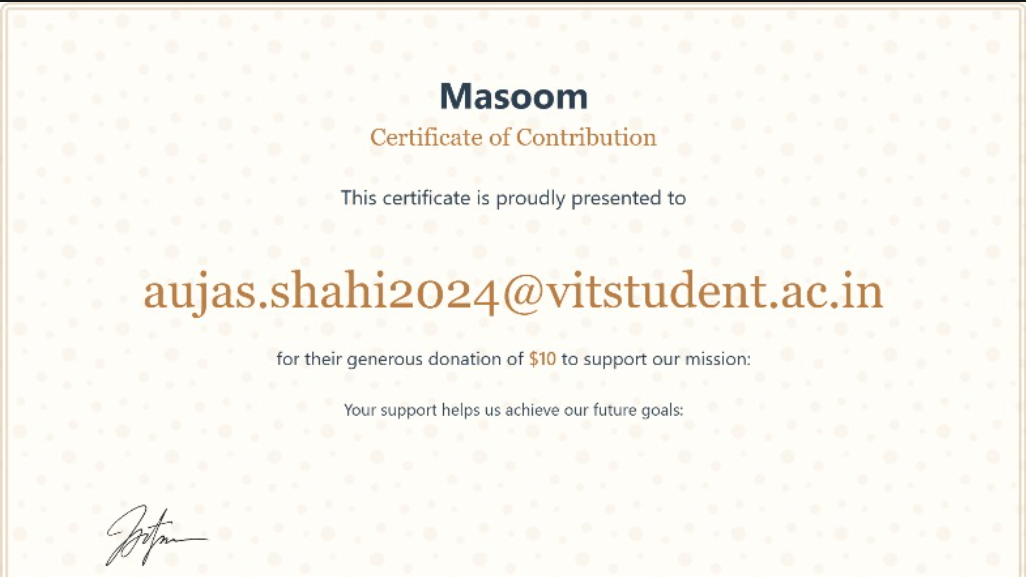 Masoom
Certificate of Contribution
This certificate is proudly presented to
aujas.shahi2024@vitstudent.ac.in
for their generous donation of $10 to support our mission:
Your support helps us achieve our future goals: